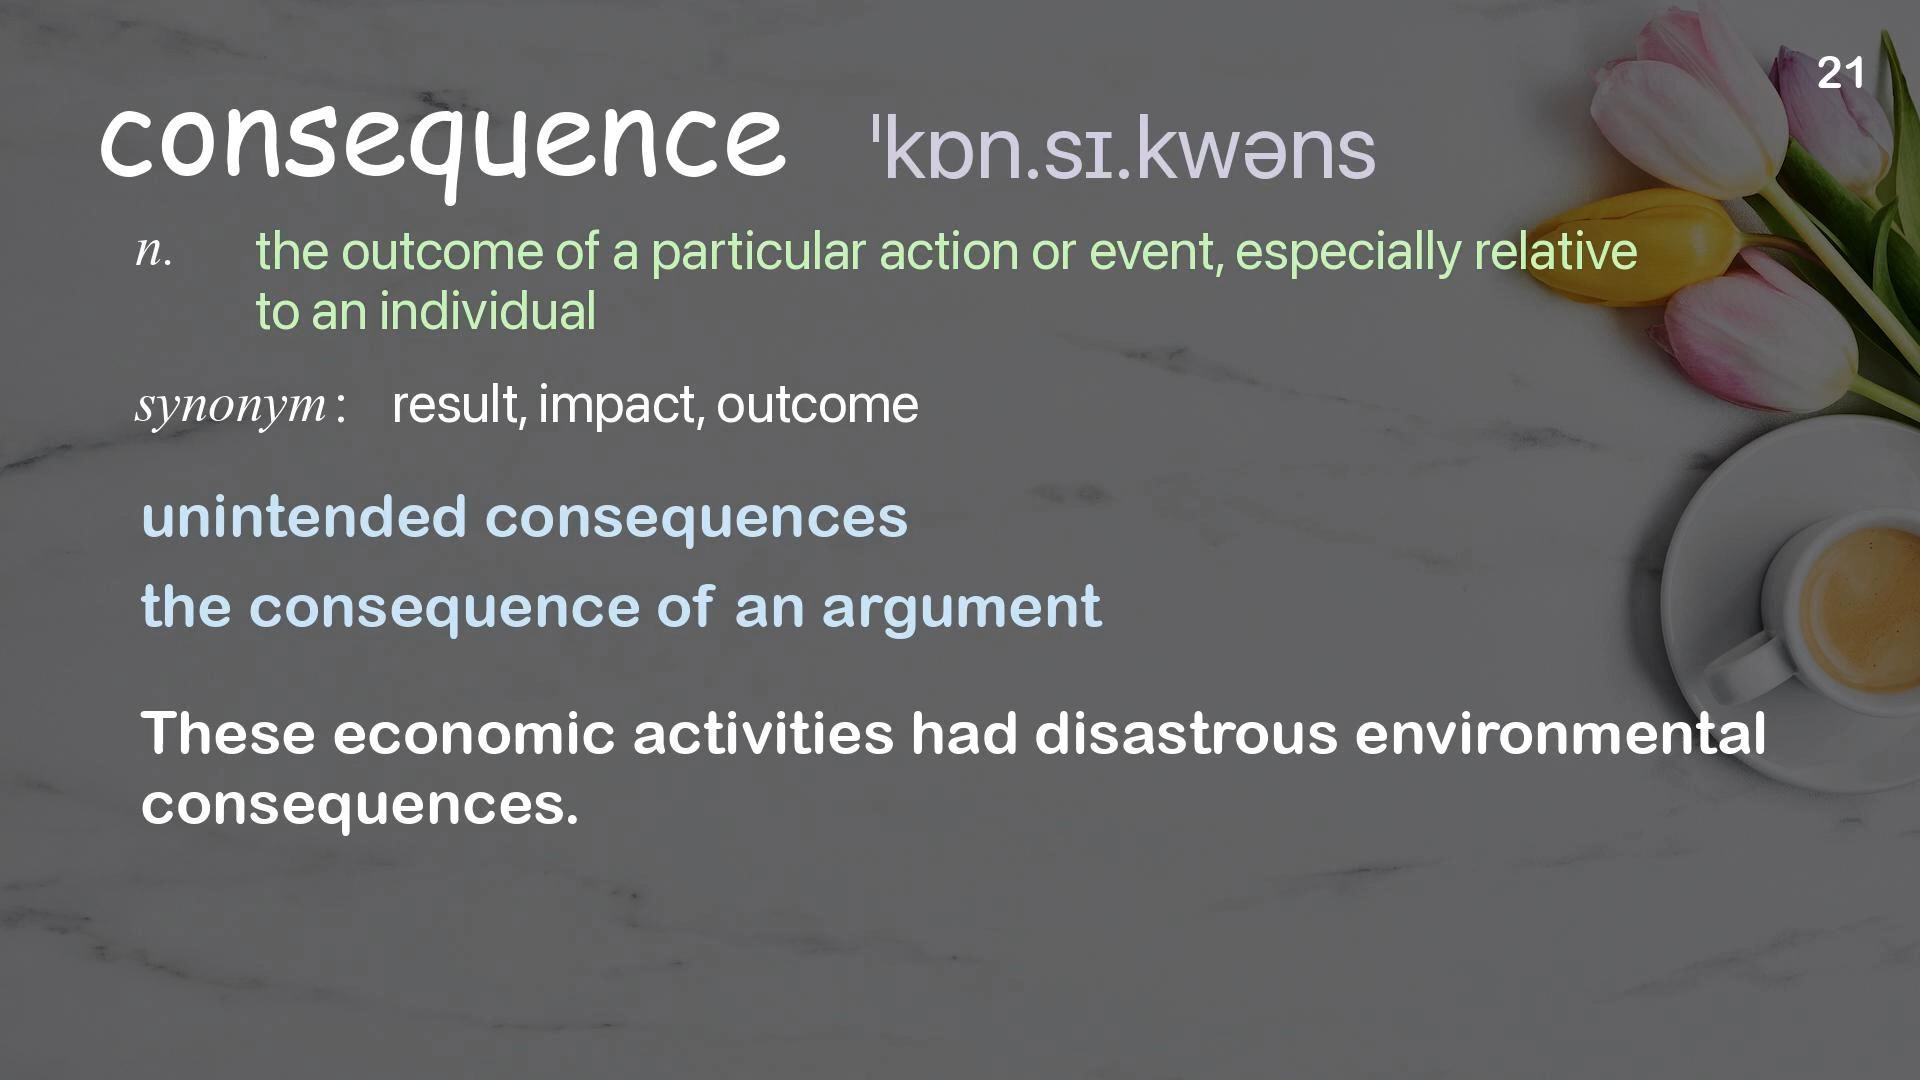 21
consequence ˈkɒn.sɪ.kwəns
n. the outcome of a particular action or event, especially relative
to an individual
synonym: result, impact, outcome
unintended consequences
the consequence of an argument
These economic activities had disastrous environmental
consequences.